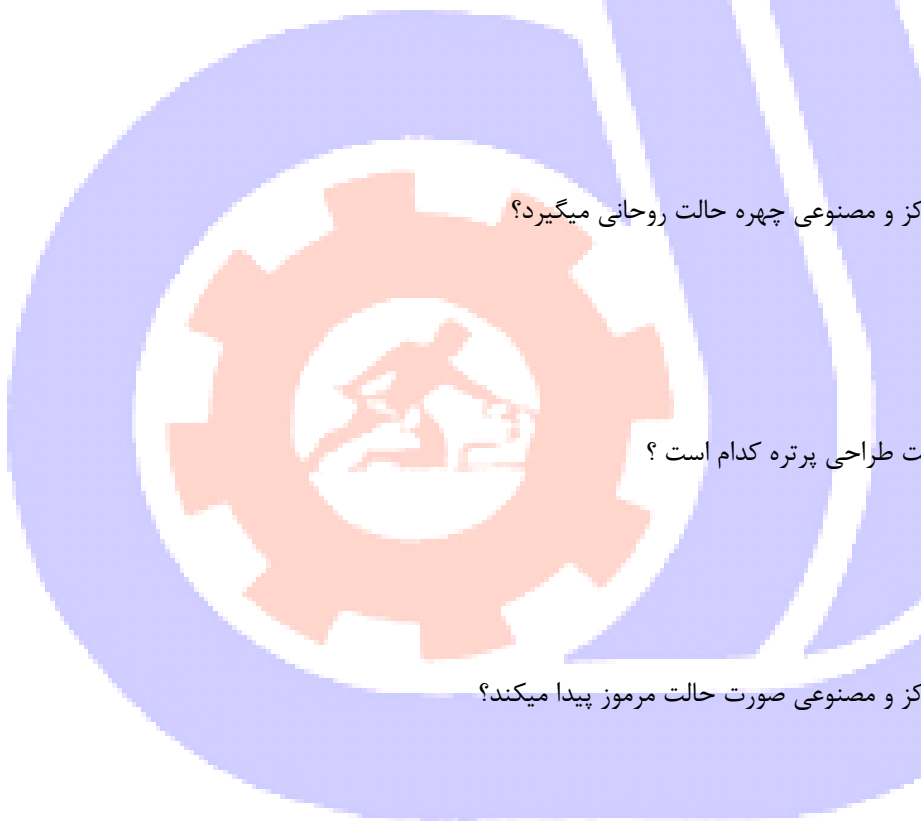 کز و مصنوعی چهره حالت روحانی میگیرد؟
ت طراحی پرتره کدام است ؟
کز و مصنوعی صورت حالت مرموز پیدا میکند؟